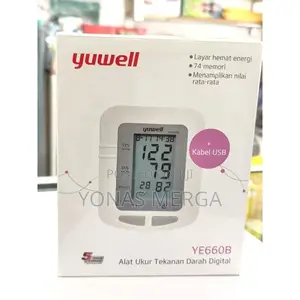 yuwell
• Layar hemat energi
• 74 memori
• Menampilkan nilai
rata-rata
yuwell
122
79
82
+
Kabel USB
YONAS MERGA
YE660B
Alat Ukur Tekanan Darah Digital